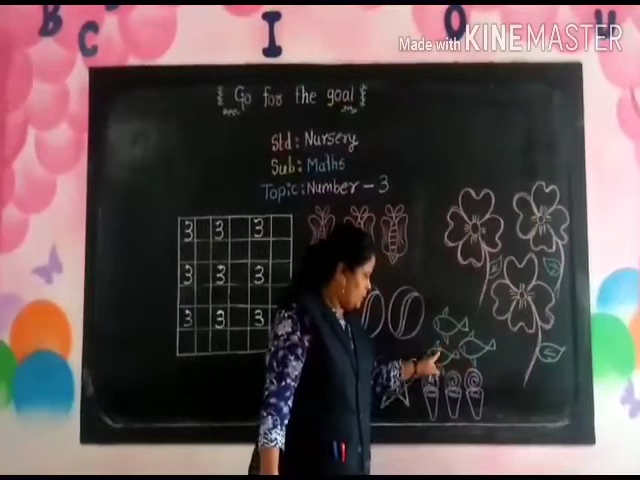 B C I O U
Made with KINEMASTER
Go for the goal
Std: Nursery
Sub: Maths
Topic: Number - 3
3 3 3
3 3 3
3 3 3